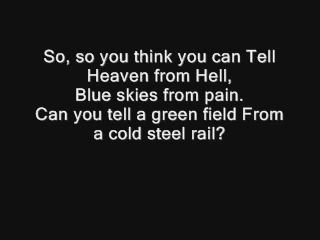 So, so you think you can Tell
Heaven from Hell,
Blue skies from pain.
Can you tell a green field From
a cold steel rail?